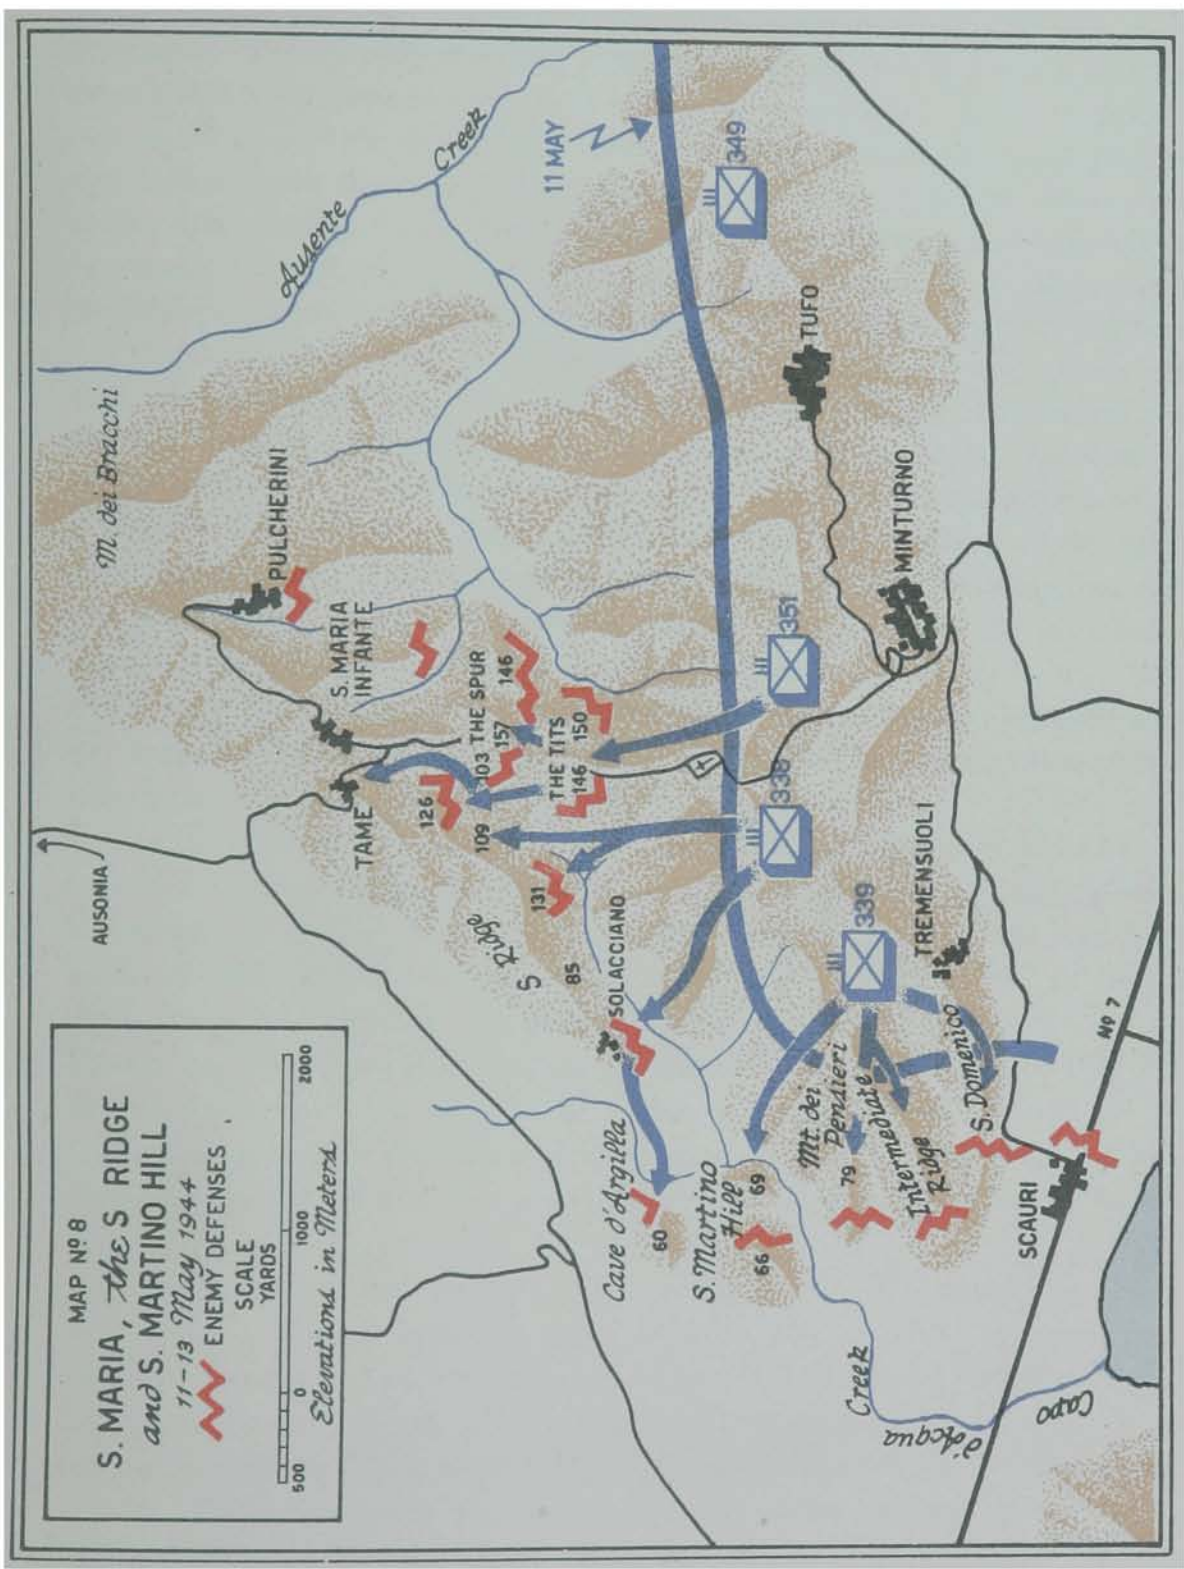 MAP Nº 8
S. MARIA, the S RIDGE
and S. MARTINO HILL
11-13 May 1944
ENEMY DEFENSES
SCALE
YARDS
500 0 1000 2000
Elevations in Meters
AUSONIA
M. dei Bracchi
Ausente Creek
PULCHERINI
S. MARIA
INFANTE
TAME
THE SPUR
146
157
103
126
109
THE TITS
146
150
131
S Ridge
85
SOLACCIANO
11 MAY
349
TUFO
351
338
339
MINTURNO
TREMENSUOLI
Cave d'Argilla
60
S. Martino
Hill
69
66
Mt. dei
Pensieri
79
Intermediate
Ridge
S. Domenico
SCAURI
Nº 7
Capo
d'Acqua
Creek